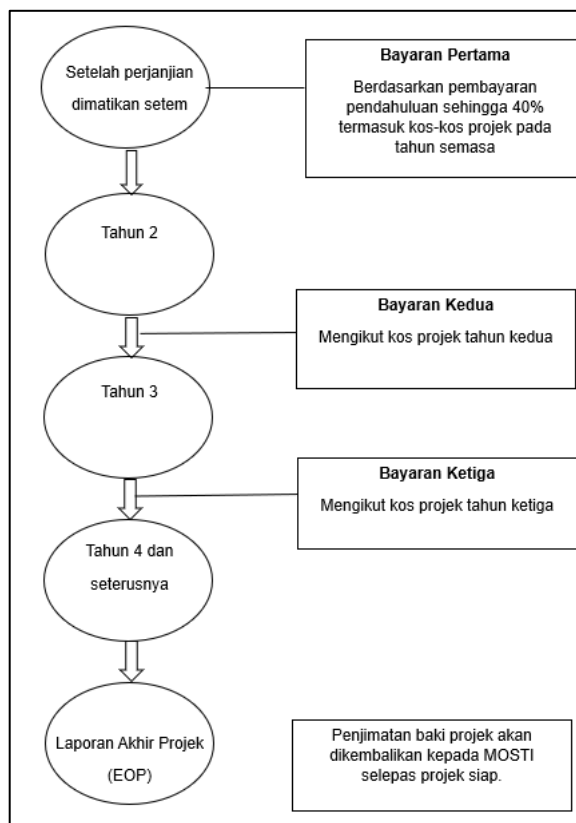 Setelah perjanjian
dimatikan setem
Bayaran Pertama
Berdasarkan pembayaran
pendahuluan sehingga 40%
termasuk kos-kos projek pada
tahun semasa
Tahun 2
Bayaran Kedua
Mengikut kos projek tahun kedua
Tahun 3
Bayaran Ketiga
Mengikut kos projek tahun ketiga
Tahun 4 dan
seterusnya
Laporan Akhir Projek
(EOP)
Penjimatan baki projek akan
dikembalikan kepada MOSTI
selepas projek siap.